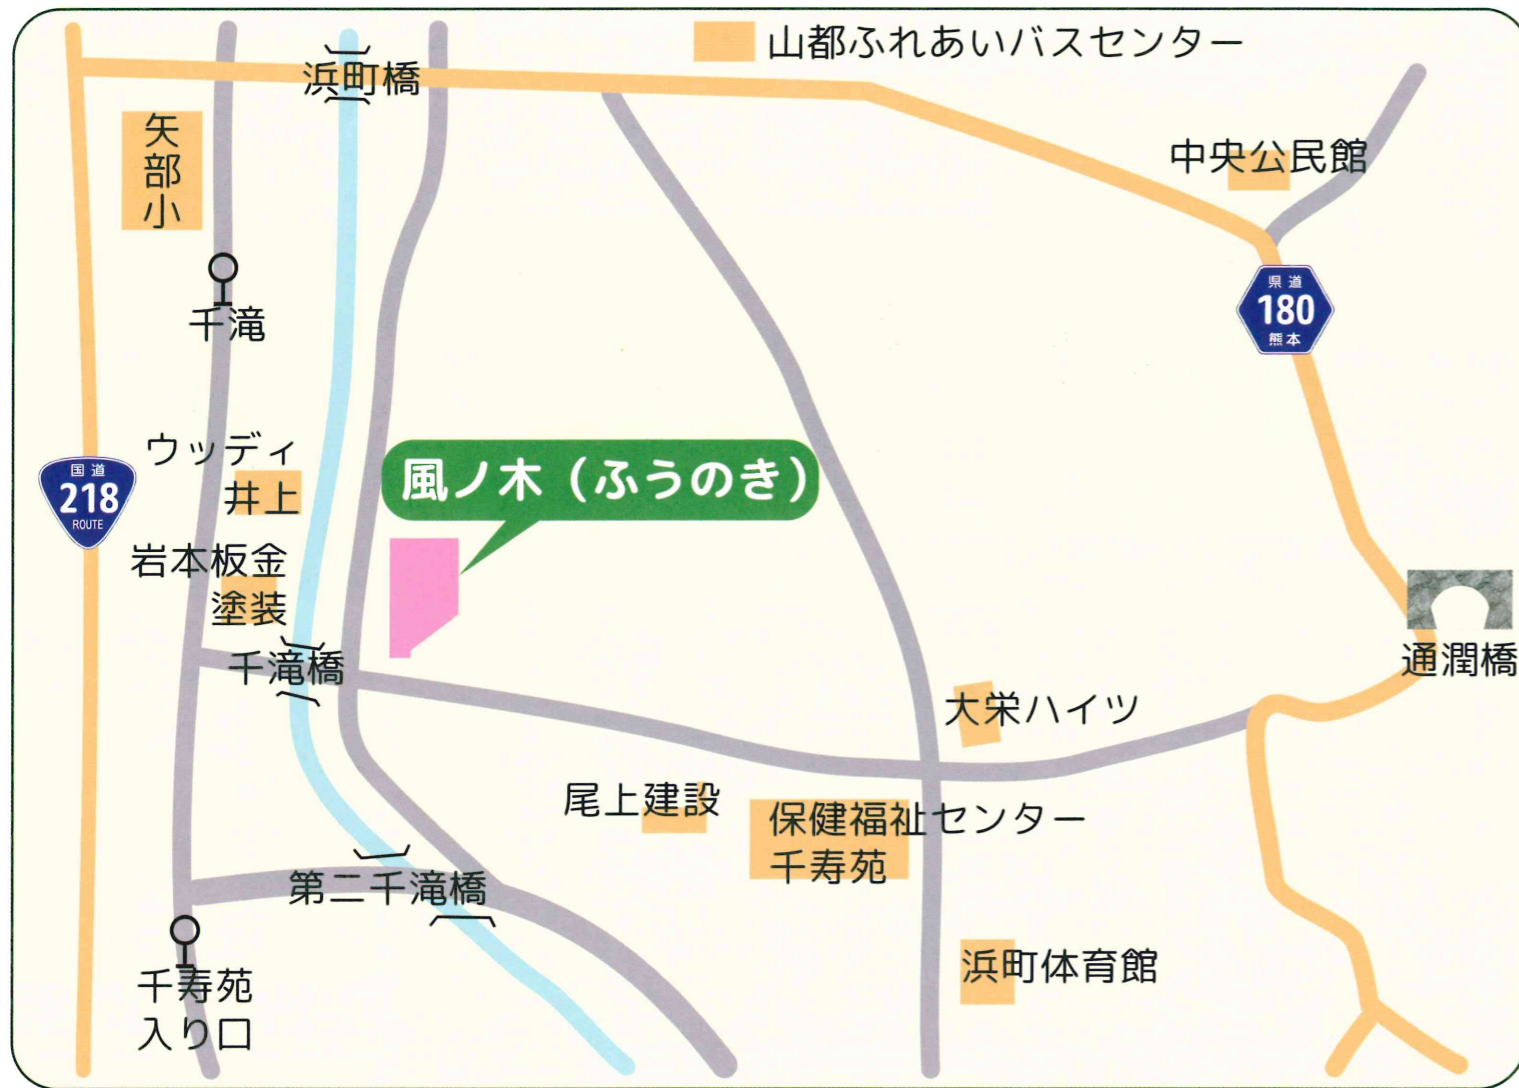 山都ふれあいバスセンター
浜町橋
矢部小
中央公民館
千滝
県道
180
熊本
国道
218
ROUTE
ウッディ
井上
風ノ木（ふうのき）
岩本板金
塗装
千滝橋
通潤橋
大栄ハイツ
尾上建設
保健福祉センター
千寿苑
第二千滝橋
浜町体育館
千寿苑
入り口